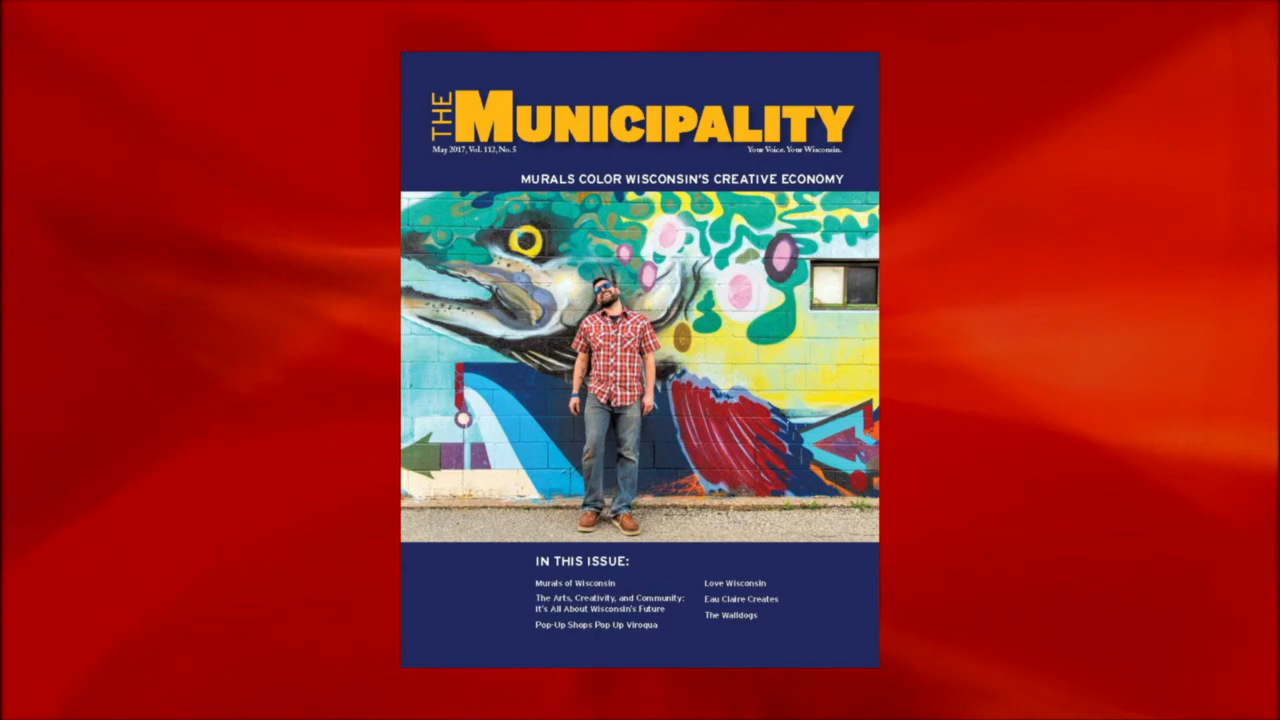 THE MUNICIPALITY
May 2017, Vol. 112, No. 5
Your Voice. Your Wisconsin.
MURALS COLOR WISCONSIN'S CREATIVE ECONOMY
IN THIS ISSUE:
Murals of Wisconsin
The Arts, Creativity, and Community:
It's All About Wisconsin's Future
Pop-Up Shops Pop Up Viroqua
Love Wisconsin
Eau Claire Creates
The Walldogs